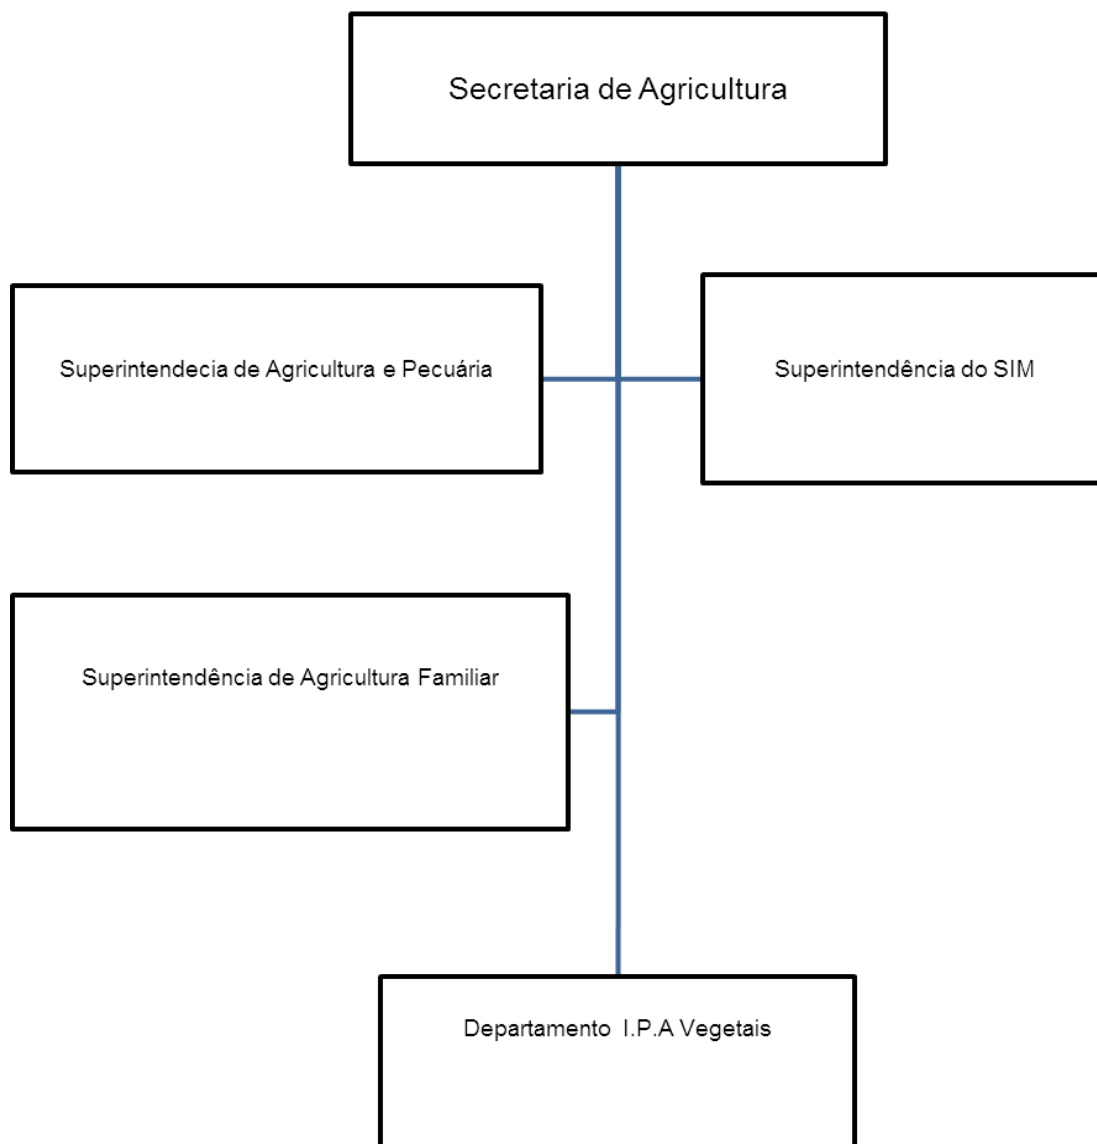 Secretaria de Agricultura
Superintendecia de Agricultura e Pecuária
Superintendência do SIM
Superintendência de Agricultura Familiar
Departamento I.P.A Vegetais